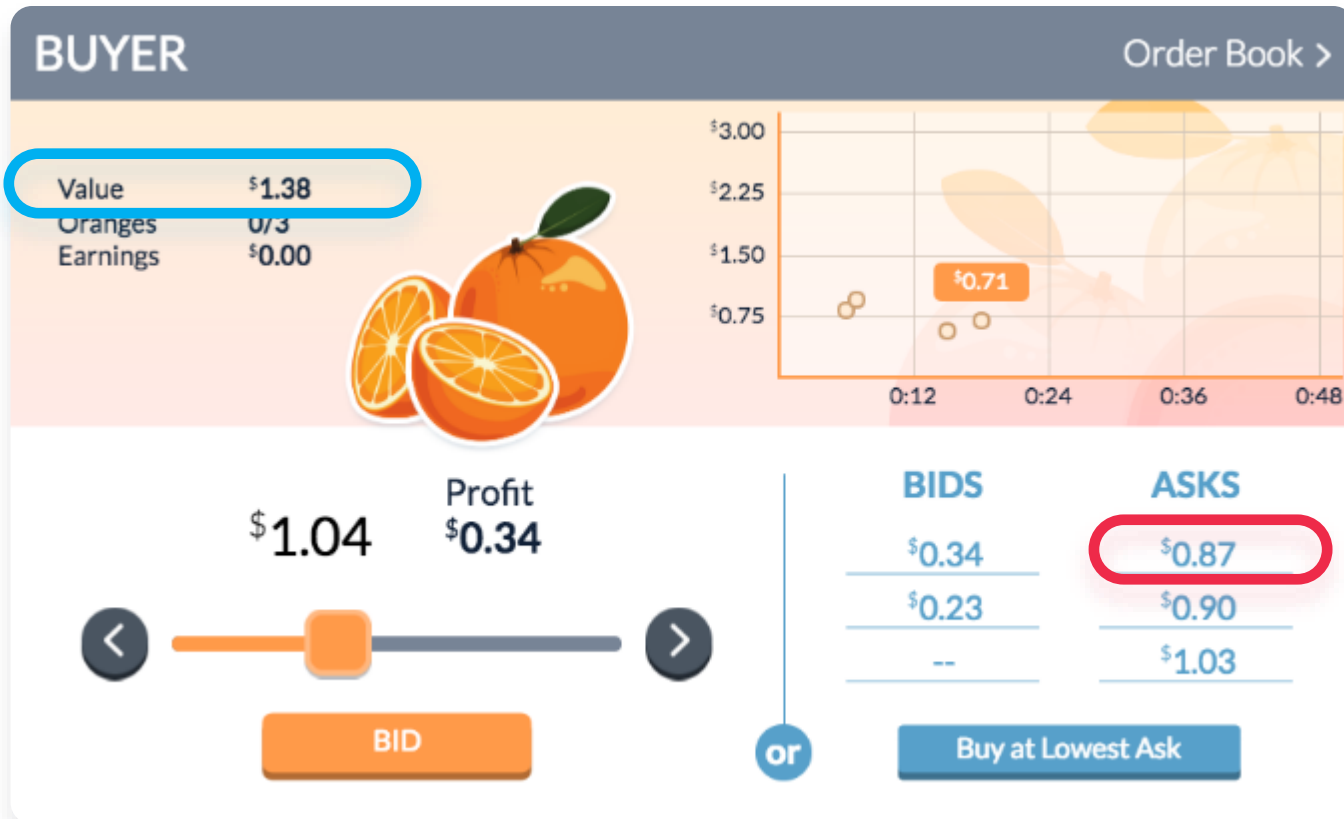 BUYER
Order Book >
Value $1.38
Oranges 0/3
Earnings $0.00
$3.00
$2.25
$1.50
$0.75
$0.71
0:12 0:24 0:36 0:48
$1.04
Profit
$0.34
BID
or
BIDS ASKS
$0.34 $0.87
$0.23 $0.90
-- $1.03
Buy at Lowest Ask